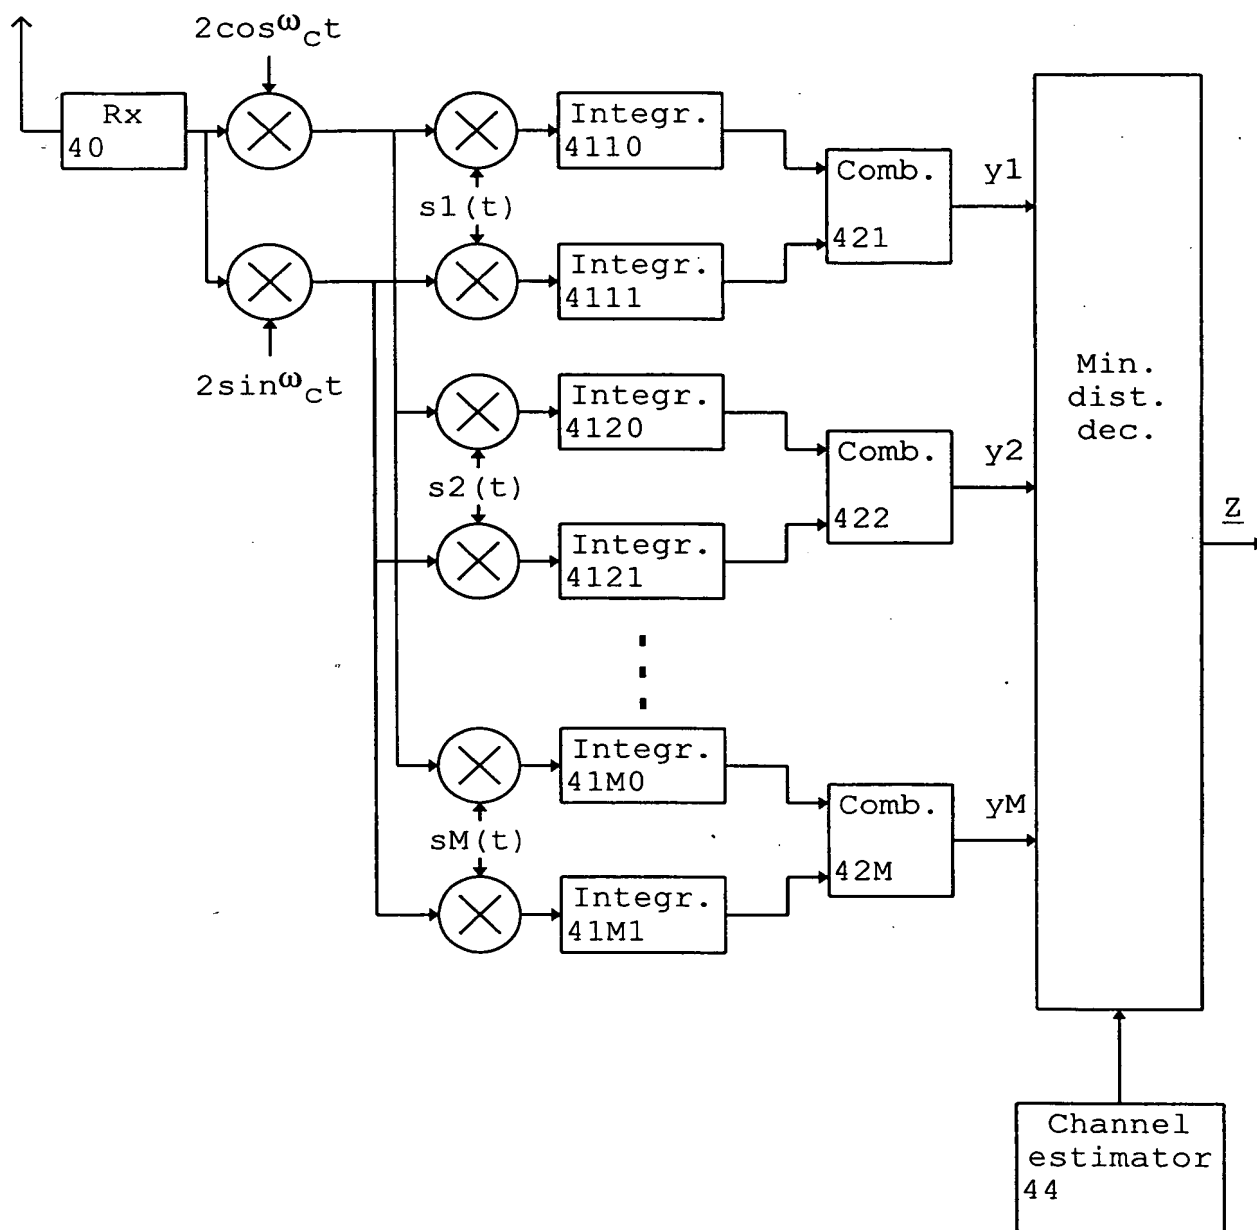 2cosωCt
Rx
40
2sinωCt
s1(t)
Integr.
4110
Integr.
4111
Comb.
421
y1
s2(t)
Integr.
4120
Integr.
4121
Comb.
422
y2
sM(t)
Integr.
41M0
Integr.
41M1
Comb.
42M
yM
Min.
dist.
dec.
Z
Channel
estimator
44